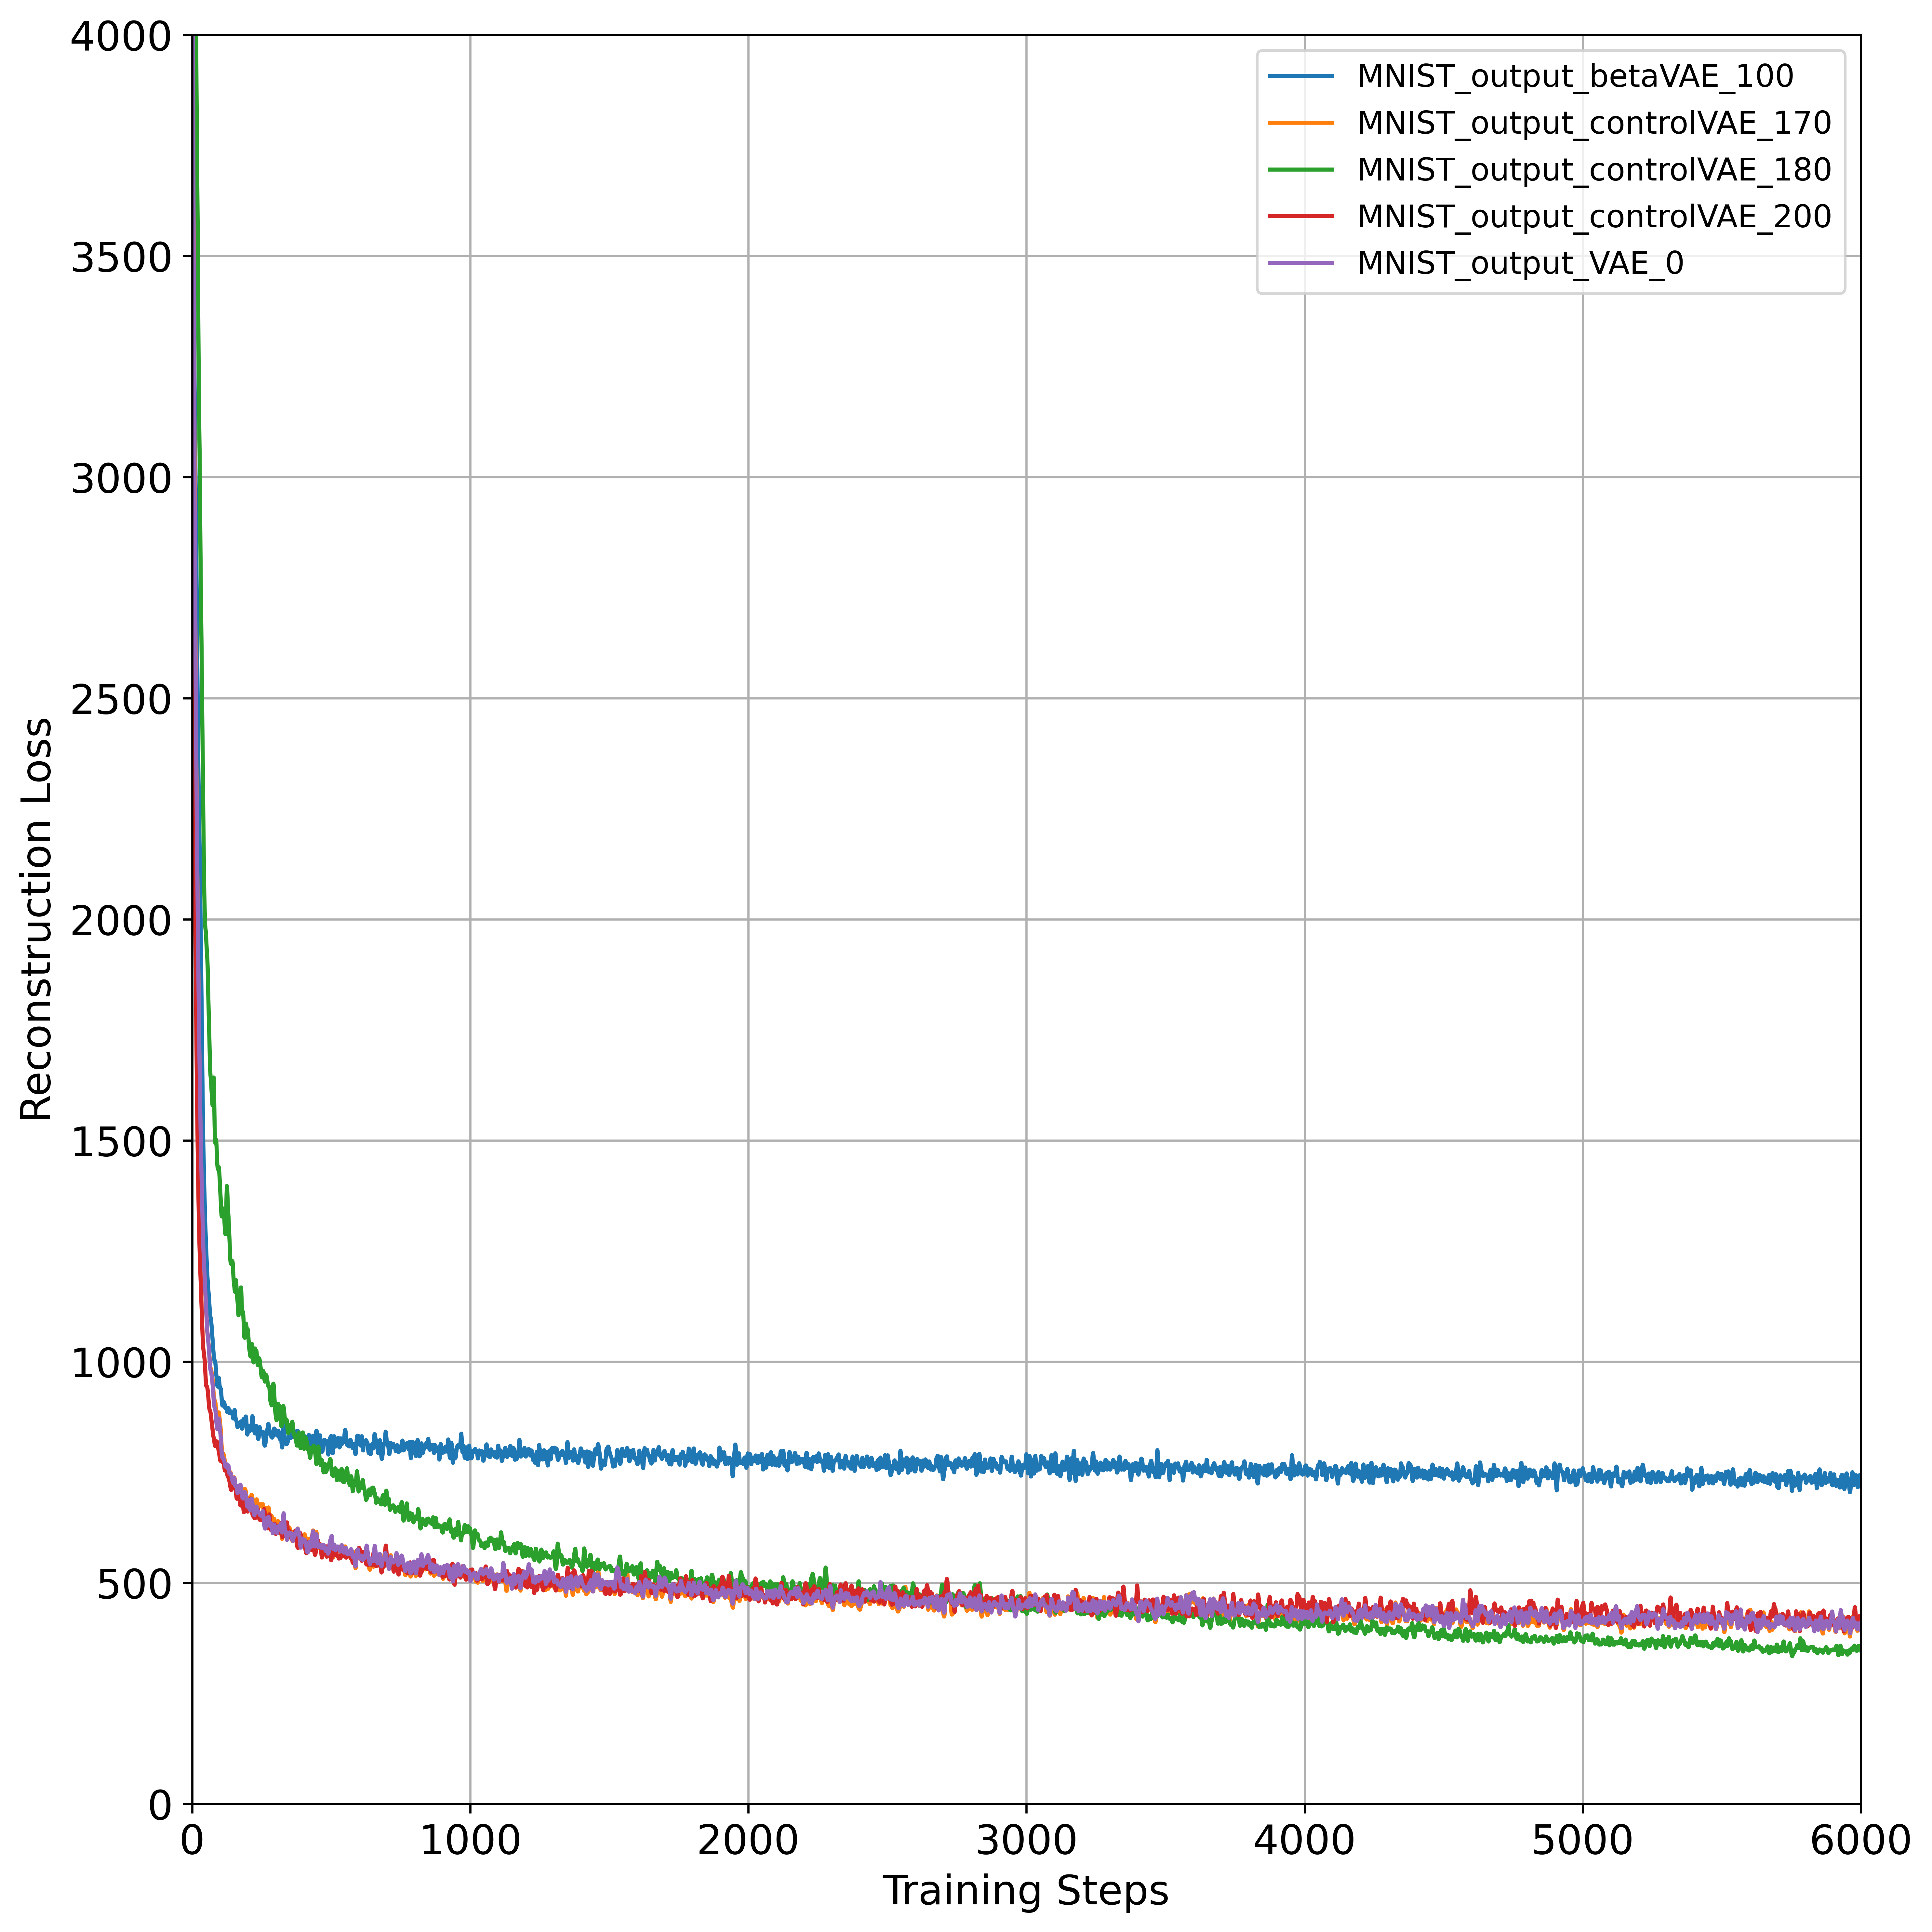 4000
3500
3000
2500
2000
1500
1000
500
0
Reconstruction Loss
MNIST_output_betaVAE_100
MNIST_output_controlVAE_170
MNIST_output_controlVAE_180
MNIST_output_controlVAE_200
MNIST_output_VAE_0
0 1000 2000 3000 4000 5000 6000
Training Steps